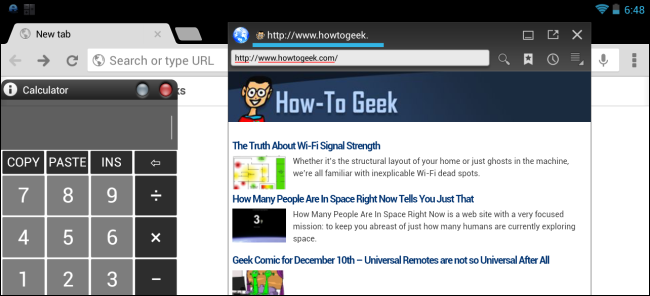 6:48
New tab
http://www.howtogeek.
Search or type URL
http://www.howtogeek.com/
Calculator
ks
How-To Geek
COPY PASTE INS ⇦
7 8 9 ÷
4 5 6 ×
1 2 3 −
The Truth About Wi-Fi Signal Strength
Whether it's the structural layout of your home or just ghosts in the machine,
we're all familiar with inexplicable Wi-Fi dead spots.
How Many People Are In Space Right Now Tells You Just That
3
How Many People Are In Space Right Now is a web site with a very focused
mission: to keep you abreast of just how many humans are currently exploring
space.
Geek Comic for December 10th – Universal Remotes are not so Universal After All